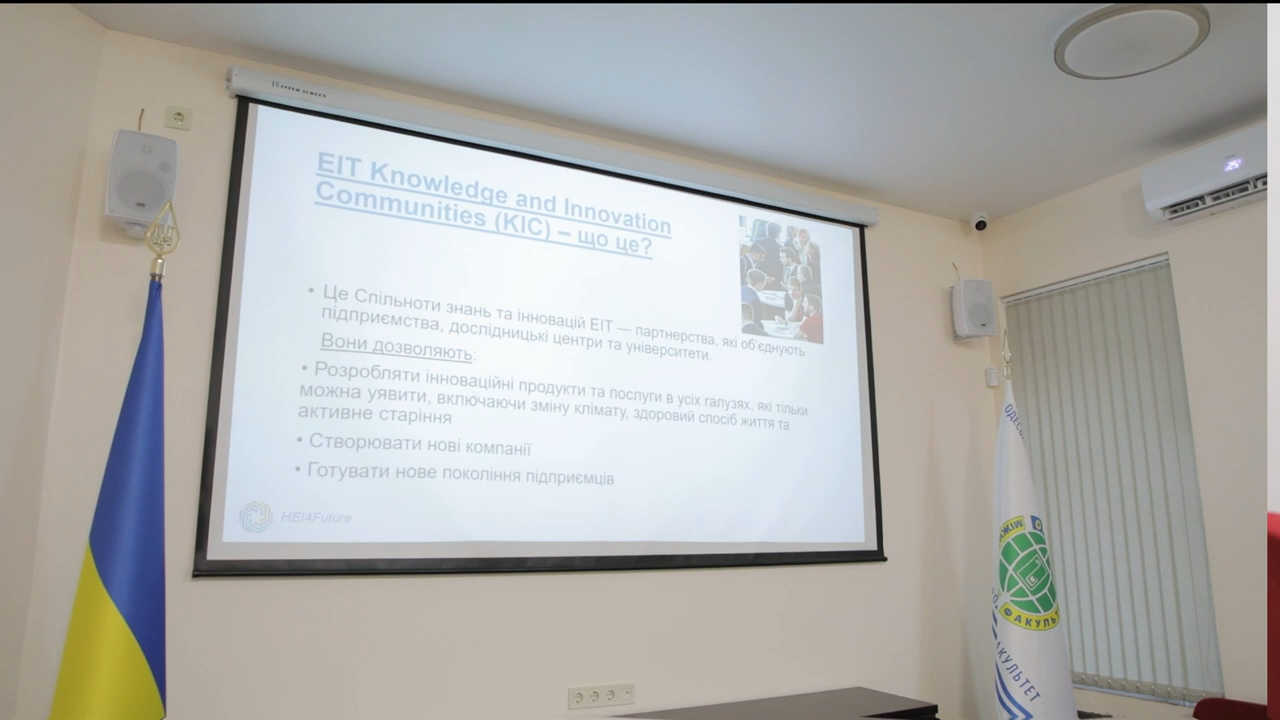 EIT Knowledge and Innovation
Communities (KIC) – що це?
• Це Спільноти знань та інновацій ЕІТ — партнерства, які об'єднують
підприємства, дослідницькі центри та університети.
Вони дозволяють:
• Розробляти інноваційні продукти та послуги в усіх галузях, які тільки
можна уявити, включаючи зміну клімату, здоровий спосіб життя та
активне старіння
• Створювати нові компанії
• Готувати нове покоління підприємців
HEI4Future
АКУЛЬТЕТ